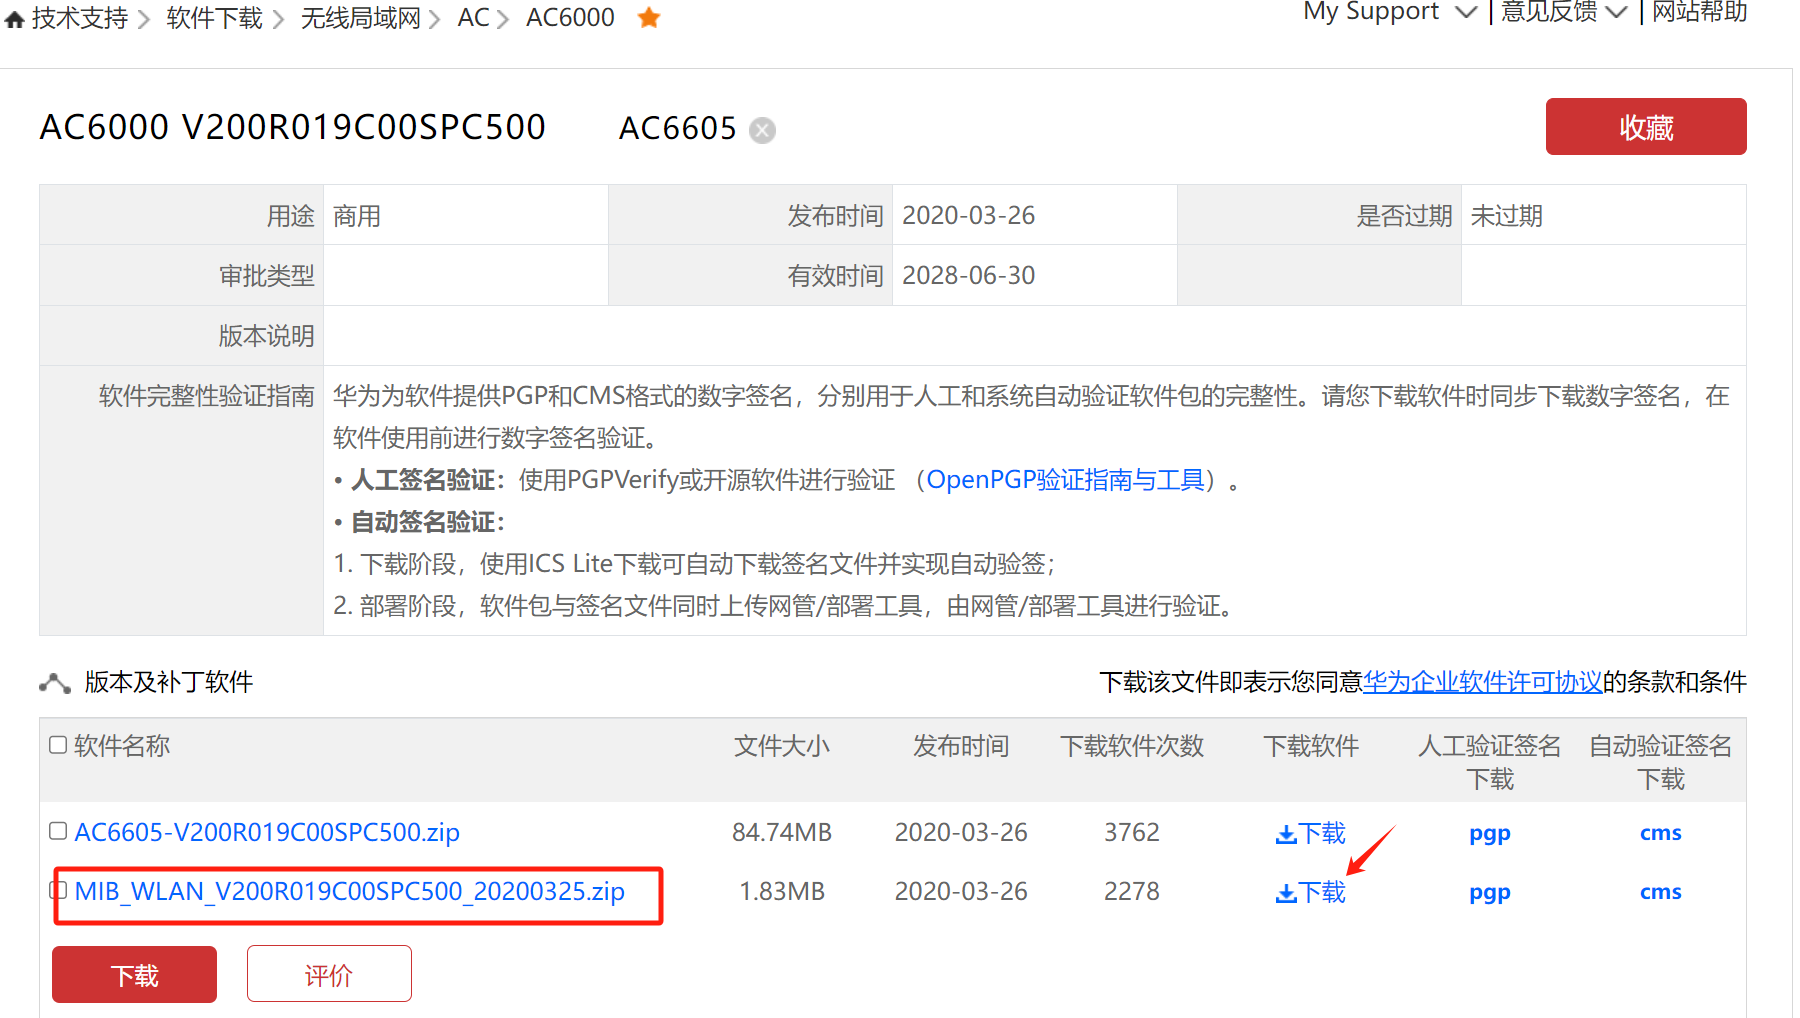 技术支持 > 软件下载 > 无线局域网 > AC > AC6000
My Support | 意见反馈 | 网站帮助
AC6000 V200R019C00SPC500 AC6605
收藏
用途 商用 发布时间 2020-03-26 是否过期 未过期
审批类型 有效时间 2028-06-30
版本说明
软件完整性验证指南 华为为软件提供PGP和CMS格式的数字签名，分别用于人工和系统自动验证软件包的完整性。请您下载软件时同步下载数字签名，在
软件使用前进行数字签名验证。
• 人工签名验证：使用PGPVerify或开源软件进行验证 （OpenPGP验证指南与工具）。
• 自动签名验证：
1. 下载阶段，使用ICS Lite下载可自动下载签名文件并实现自动验签；
2. 部署阶段，软件包与签名文件同时上传网管/部署工具，由网管/部署工具进行验证。
版本及补丁软件 下载该文件即表示您同意华为企业软件许可协议的条款和条件
软件名称 文件大小 发布时间 下载软件次数 下载软件 人工验证签名 自动验证签名
下载 下载
AC6605-V200R019C00SPC500.zip 84.74MB 2020-03-26 3762 下载 pgp cms
MIB_WLAN_V200R019C00SPC500_20200325.zip 1.83MB 2020-03-26 2278 下载 pgp cms
下载 评价